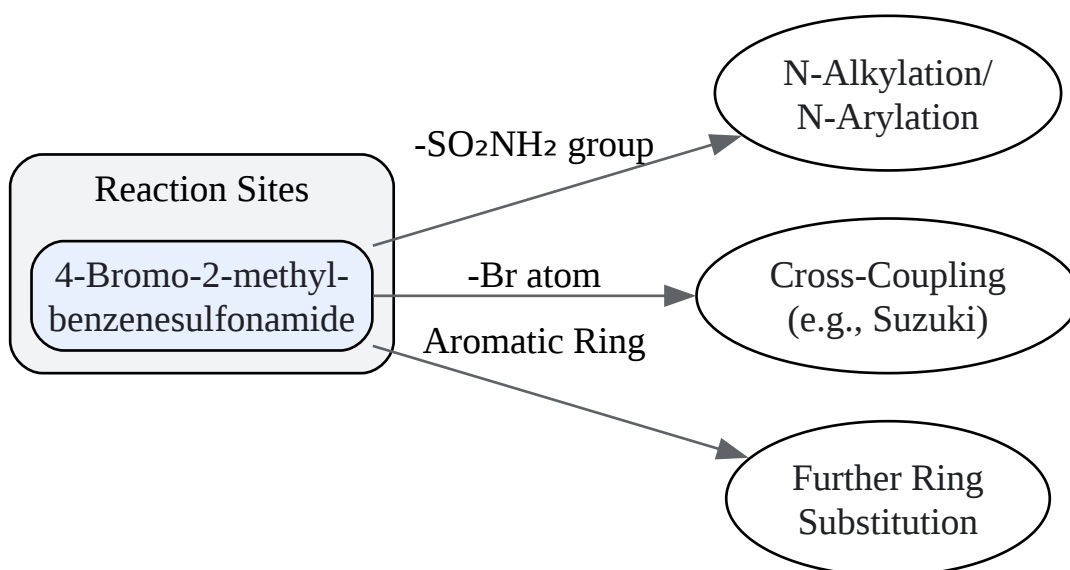 Reaction Sites
4-Bromo-2-methyl-
benzenesulfonamide
-SO₂NH₂ group
-Br atom
Aromatic Ring
N-Alkylation/
N-Arylation
Cross-Coupling
(e.g., Suzuki)
Further Ring
Substitution